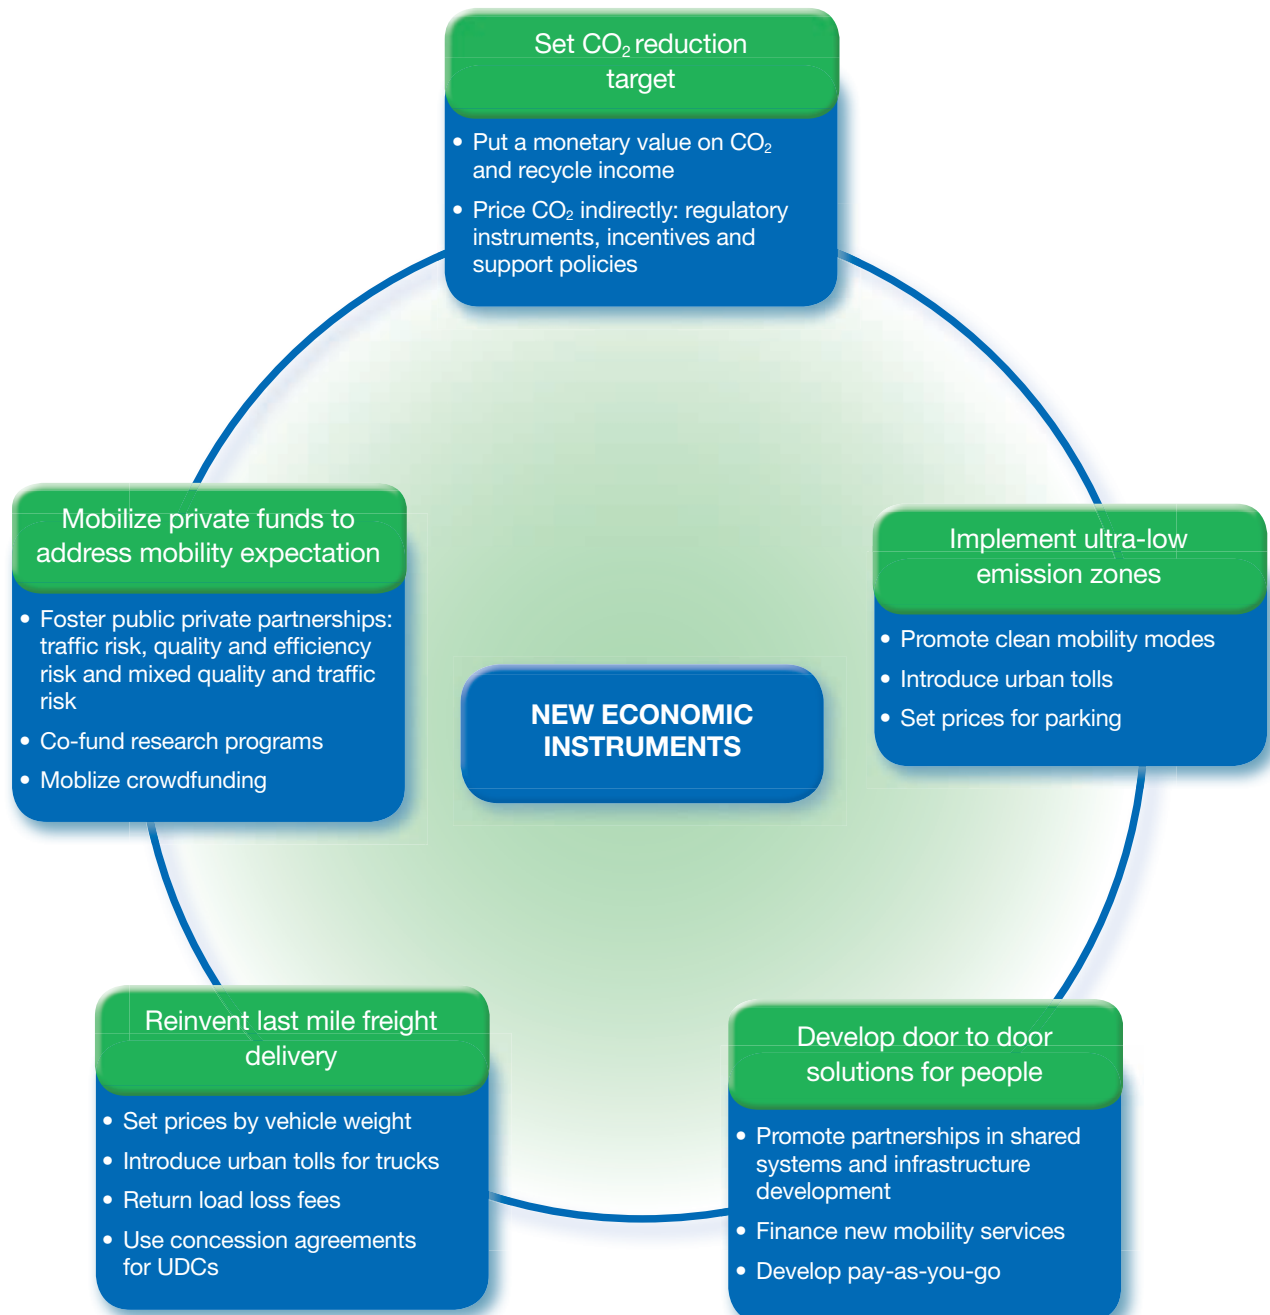 Set CO₂ reduction
target
• Put a monetary value on CO₂
and recycle income
• Price CO₂ indirectly: regulatory
instruments, incentives and
support policies
Mobilize private funds to
address mobility expectation
• Foster public private partnerships:
traffic risk, quality and efficiency
risk and mixed quality and traffic
risk
• Co-fund research programs
• Moblize crowdfunding
NEW ECONOMIC
INSTRUMENTS
Implement ultra-low
emission zones
• Promote clean mobility modes
• Introduce urban tolls
• Set prices for parking
Reinvent last mile freight
delivery
• Set prices by vehicle weight
• Introduce urban tolls for trucks
• Return load loss fees
• Use concession agreements
for UDCs
Develop door to door
solutions for people
• Promote partnerships in shared
systems and infrastructure
development
• Finance new mobility services
• Develop pay-as-you-go